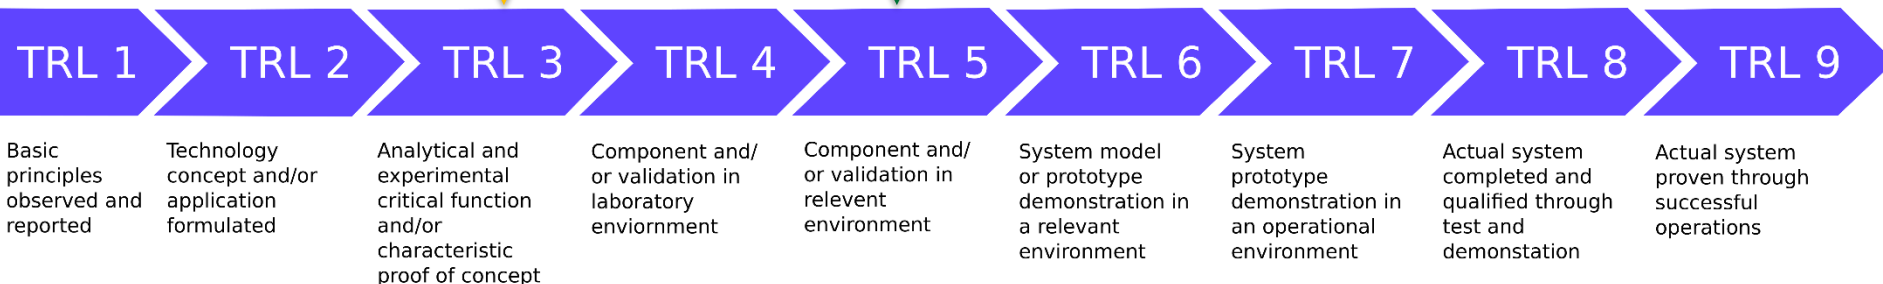 TRL 1
TRL 2
TRL 3
TRL 4
TRL 5
TRL 6
TRL 7
TRL 8
TRL 9
Basic
principles
observed and
reported
Technology
concept and/or
application
formulated
Analytical and
experimental
critical function
and/or
characteristic
proof of concept
Component and/
or validation in
laboratory
enviornment
Component and/
or validation in
relevent
environment
System model
or prototype
demonstration in
a relevant
environment
System
prototype
demonstration in
an operational
environment
Actual system
completed and
qualified through
test and
demonstation
Actual system
proven through
successful
operations